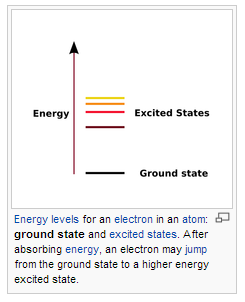 Energy
Excited States
Ground state
Energy levels for an electron in an atom:
ground state and excited states. After
absorbing energy, an electron may jump
from the ground state to a higher energy
excited state.